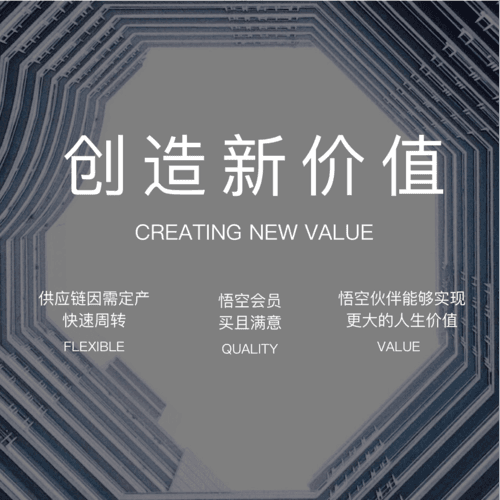 创造新价值
CREATING NEW VALUE
供应链因需定产
快速周转
FLEXIBLE
悟空会员
买且满意
QUALITY
悟空伙伴能够实现
更大的人生价值
VALUE